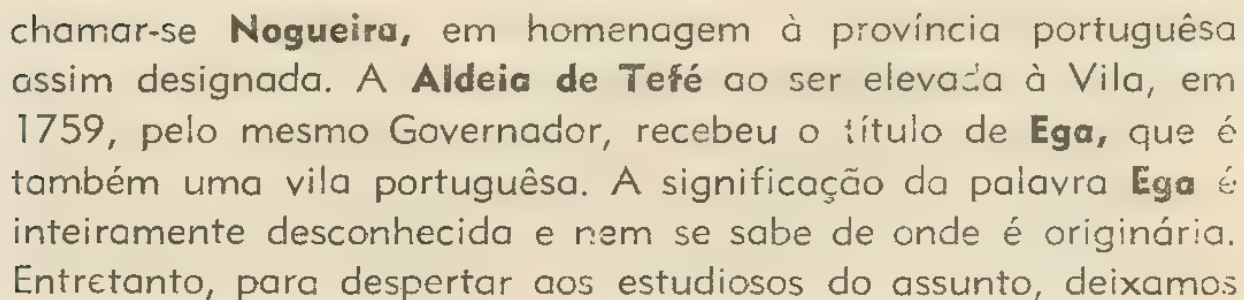 chamar-se Nogueira, em homenagem à província portuguêsa
assim designada. A Aldeia de Tefé ao ser elevada à Vila, em
1759, pelo mesmo Governador, recebeu o título de Ega, que é
também uma vila portuguêsa. A significação da palavra Ega é
inteiramente desconhecida e nem se sabe de onde é originária.
Entretanto, para despertar aos estudiosos do assunto, deixamos